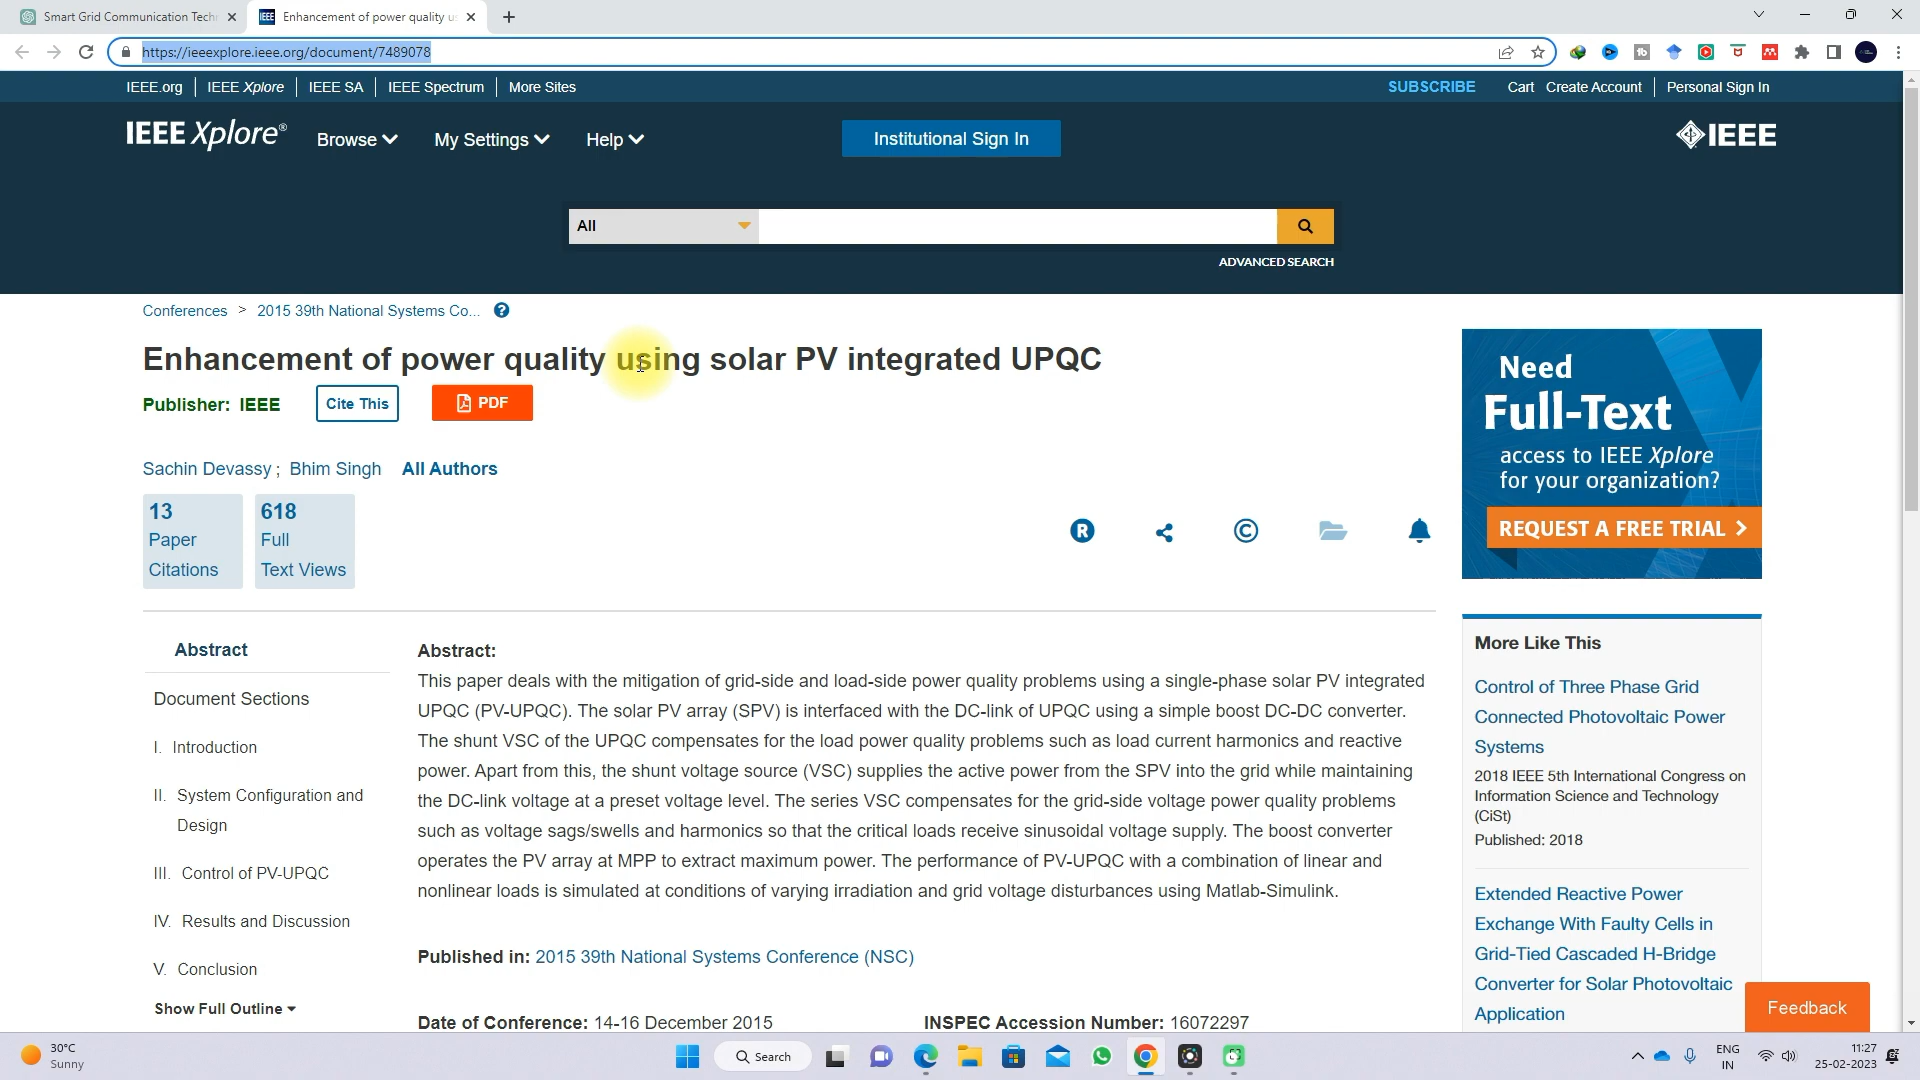 Smart Grid Communication Techn
Enhancement of power quality us
https://ieeexplore.ieee.org/document/7489078
IEEE.org
IEEE Xplore
IEEE SA
IEEE Spectrum
More Sites
SUBSCRIBE
Cart
Create Account
Personal Sign In
IEEE Xplore®
Browse
My Settings
Help
Institutional Sign In
IEEE
All
ADVANCED SEARCH
Conferences > 2015 39th National Systems Co...
Enhancement of power quality using solar PV integrated UPQC
Publisher: IEEE
Cite This
PDF
Sachin Devassy ; Bhim Singh All Authors
13
Paper
Citations
618
Full
Text Views
Need
Full-Text
access to IEEE Xplore
for your organization?
REQUEST A FREE TRIAL >
Abstract
Document Sections
I. Introduction
II. System Configuration and
Design
III. Control of PV-UPQC
IV. Results and Discussion
V. Conclusion
Show Full Outline
Abstract:
This paper deals with the mitigation of grid-side and load-side power quality problems using a single-phase solar PV integrated
UPQC (PV-UPQC). The solar PV array (SPV) is interfaced with the DC-link of UPQC using a simple boost DC-DC converter.
The shunt VSC of the UPQC compensates for the load power quality problems such as load current harmonics and reactive
power. Apart from this, the shunt voltage source (VSC) supplies the active power from the SPV into the grid while maintaining
the DC-link voltage at a preset voltage level. The series VSC compensates for the grid-side voltage power quality problems
such as voltage sags/swells and harmonics so that the critical loads receive sinusoidal voltage supply. The boost converter
operates the PV array at MPP to extract maximum power. The performance of PV-UPQC with a combination of linear and
nonlinear loads is simulated at conditions of varying irradiation and grid voltage disturbances using Matlab-Simulink.
Published in: 2015 39th National Systems Conference (NSC)
Date of Conference: 14-16 December 2015
INSPEC Accession Number: 16072297
More Like This
Control of Three Phase Grid
Connected Photovoltaic Power
Systems
2018 IEEE 5th International Congress on
Information Science and Technology
(CiSt)
Published: 2018
Extended Reactive Power
Exchange With Faulty Cells in
Grid-Tied Cascaded H-Bridge
Converter for Solar Photovoltaic
Application
Feedback
30°C
Sunny
Search
ENG
IN
11:27
25-02-2023